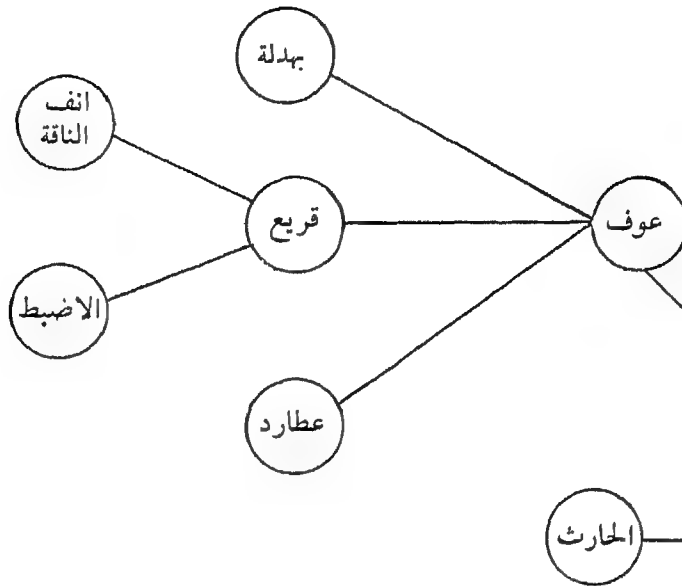 بهدلة
انف
الناقة
قريع
عوف
الاضبط
عطارد
الحارث